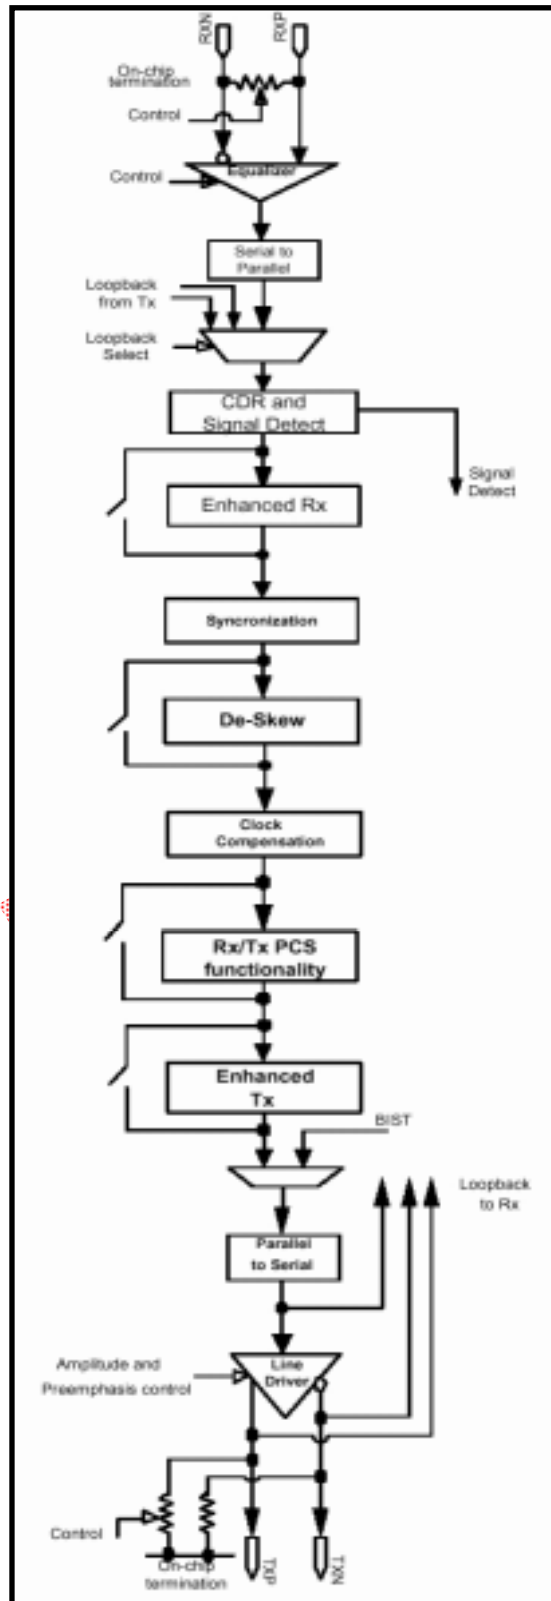 RXN
RXP
On-chip
termination
Control
Equalizer
Control
Serial to
Parallel
Loopback
from Tx
Loopback
Select
CDR and
Signal Detect
Signal
Detect
Enhanced Rx
Syncronization
De-Skew
Clock
Compensation
Rx/Tx PCS
functionality
Enhanced
Tx
BIST
Loopback
to Rx
Parallel
to Serial
Line
Driver
Amplitude and
Preemphasis control
Control
On-chip
termination
TXP
TXN